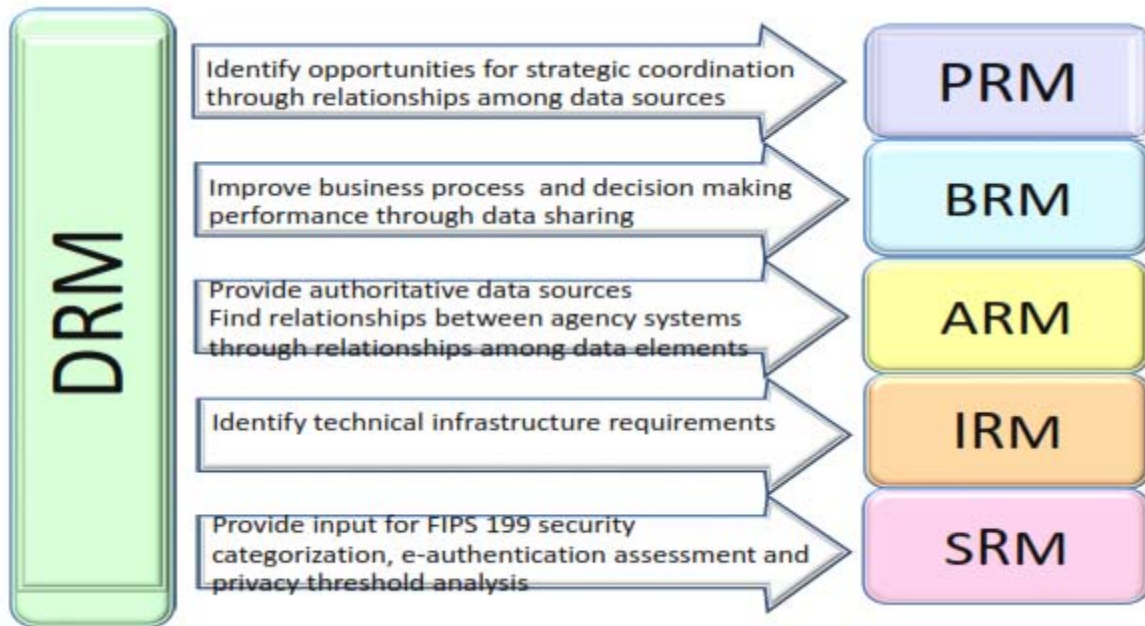 DRM
Identify opportunities for strategic coordination
through relationships among data sources
PRM
Improve business process and decision making
performance through data sharing
BRM
Provide authoritative data sources
Find relationships between agency systems
through relationships among data elements
ARM
Identify technical infrastructure requirements
IRM
Provide input for FIPS 199 security
categorization, e-authentication assessment and
privacy threshold analysis
SRM